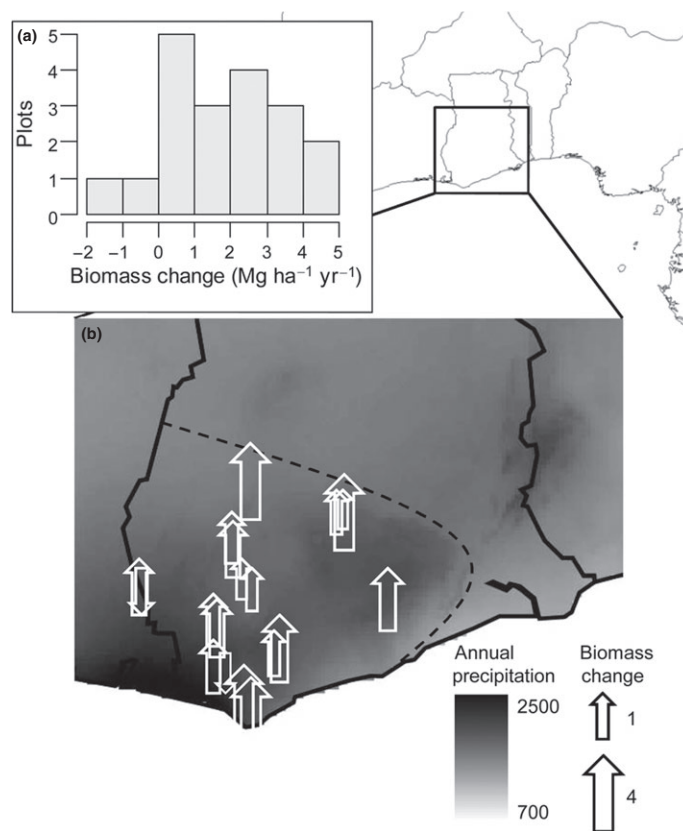 (a)
5
4
3
2
1
0
Plots
−2 −1 0 1 2 3 4 5
Biomass change (Mg ha⁻¹ yr⁻¹)
(b)
Annual
precipitation
2500
700
Biomass
change
1
4